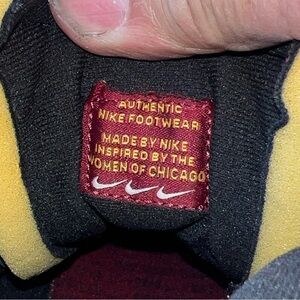 AUTHENTIC
NIKE FOOTWEAR
MADE BY NIKE
INSPIRED BY THE
WOMEN OF CHICAGO